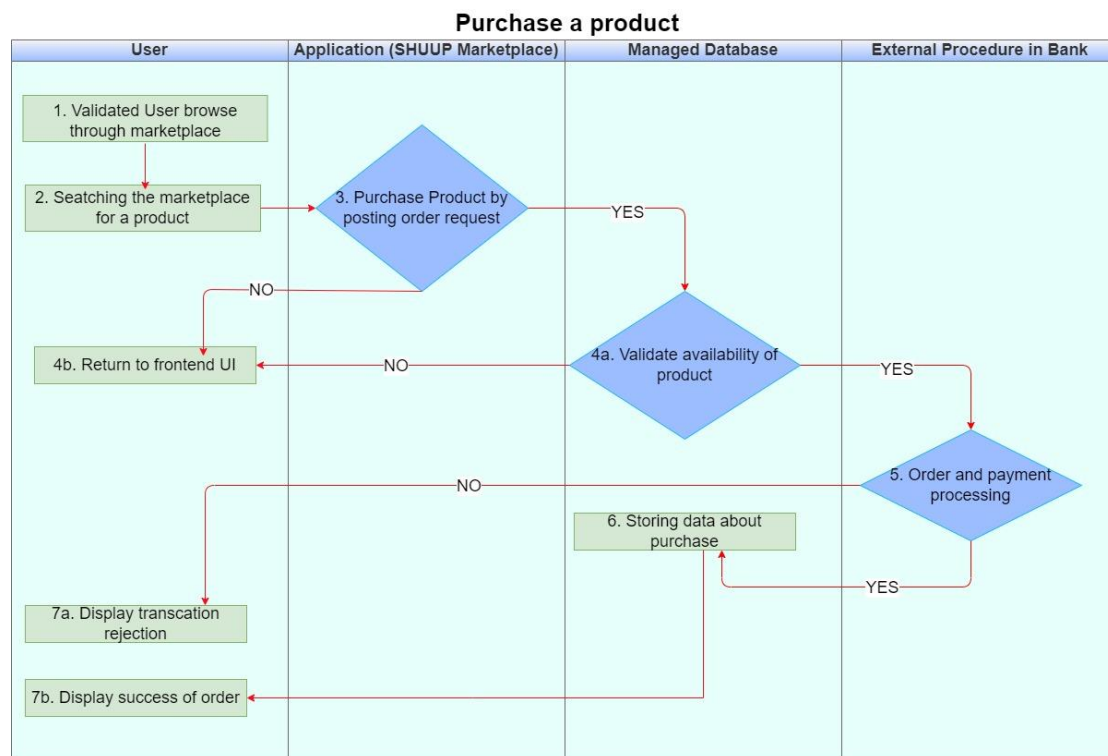 Purchase a product
User
Application (SHUUP Marketplace)
Managed Database
External Procedure in Bank
1. Validated User browse
through marketplace
2. Seatching the marketplace
for a product
3. Purchase Product by
posting order request
YES
NO
4b. Return to frontend UI
NO
4a. Validate availability of
product
YES
5. Order and payment
processing
NO
6. Storing data about
purchase
YES
7a. Display transcation
rejection
7b. Display success of order